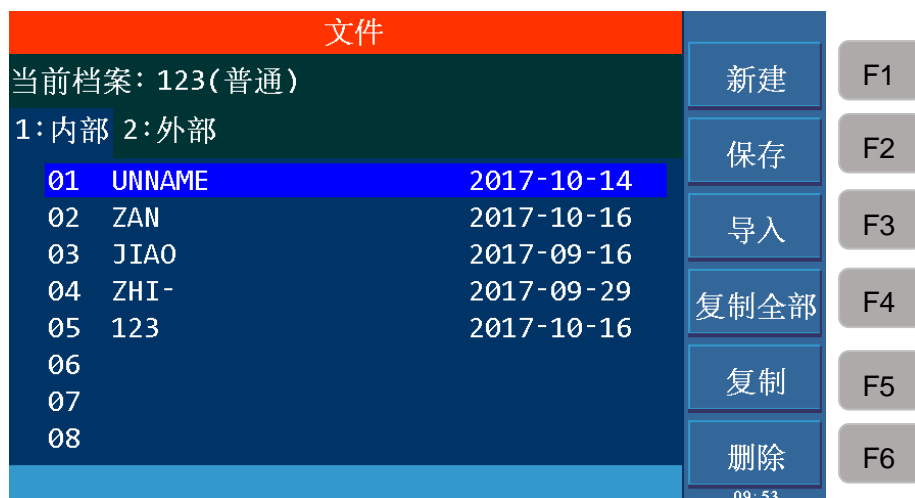 文件
当前档案：123(普通)
1:内部 2:外部
01 UNNAME 2017-10-14
02 ZAN 2017-10-16
03 JIAO 2017-09-16
04 ZHI- 2017-09-29
05 123 2017-10-16
06
07
08
新建 F1
保存 F2
导入 F3
复制全部 F4
复制 F5
删除 F6
09:53